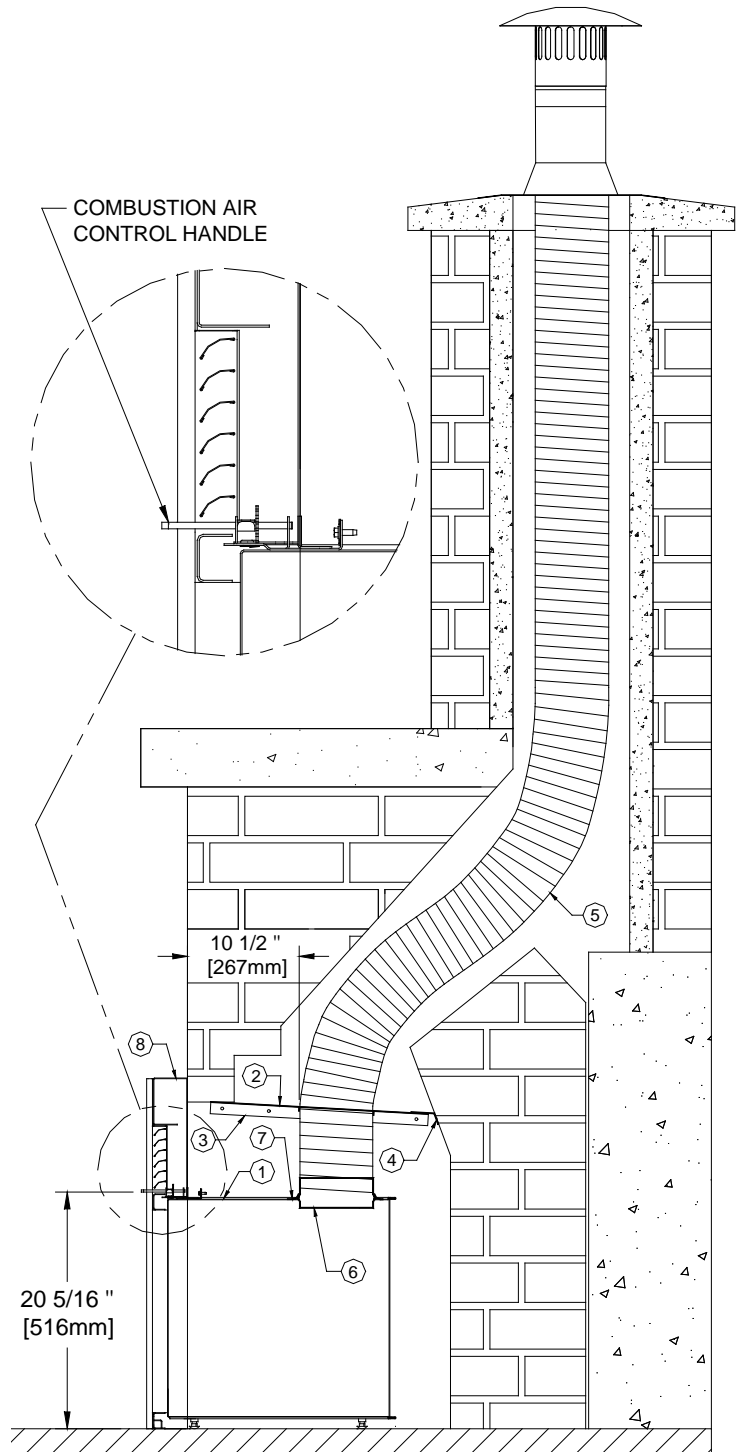 COMBUSTION AIR
CONTROL HANDLE
5
10 1/2 "
[267mm]
8
2
3
7
4
1
6
20 5/16 "
[516mm]